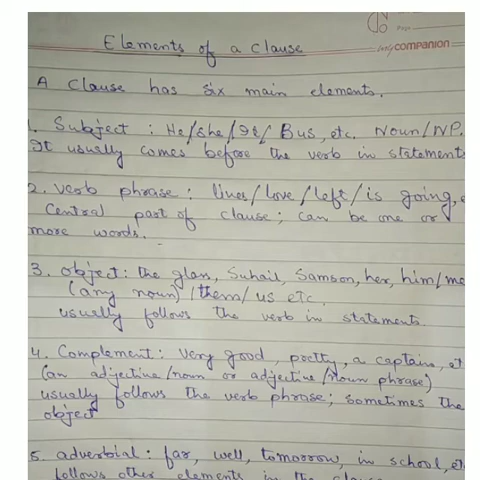 Page
companion
Elements of a clause
A clause has six main elements.
1. Subject : He/she/It/Bus, etc. Noun/NP.
It usually comes before the verb in statement
2. Verb phrase : lives/love/left/is going,
Central part of clause; can be one or
more words.
3. Object: the glass, Suhail, Samson, her, him/me
(any noun)/them/us etc.
usually follows the verb in statements.
4. Complement: very good, pretty, a captain, et
(an adjective/noun or adjective/Noun phrase)
usually follows the verb phrase; sometimes the
object
5. adverbial : far, well, tomorrow, in school, et
follows other elements in the clause